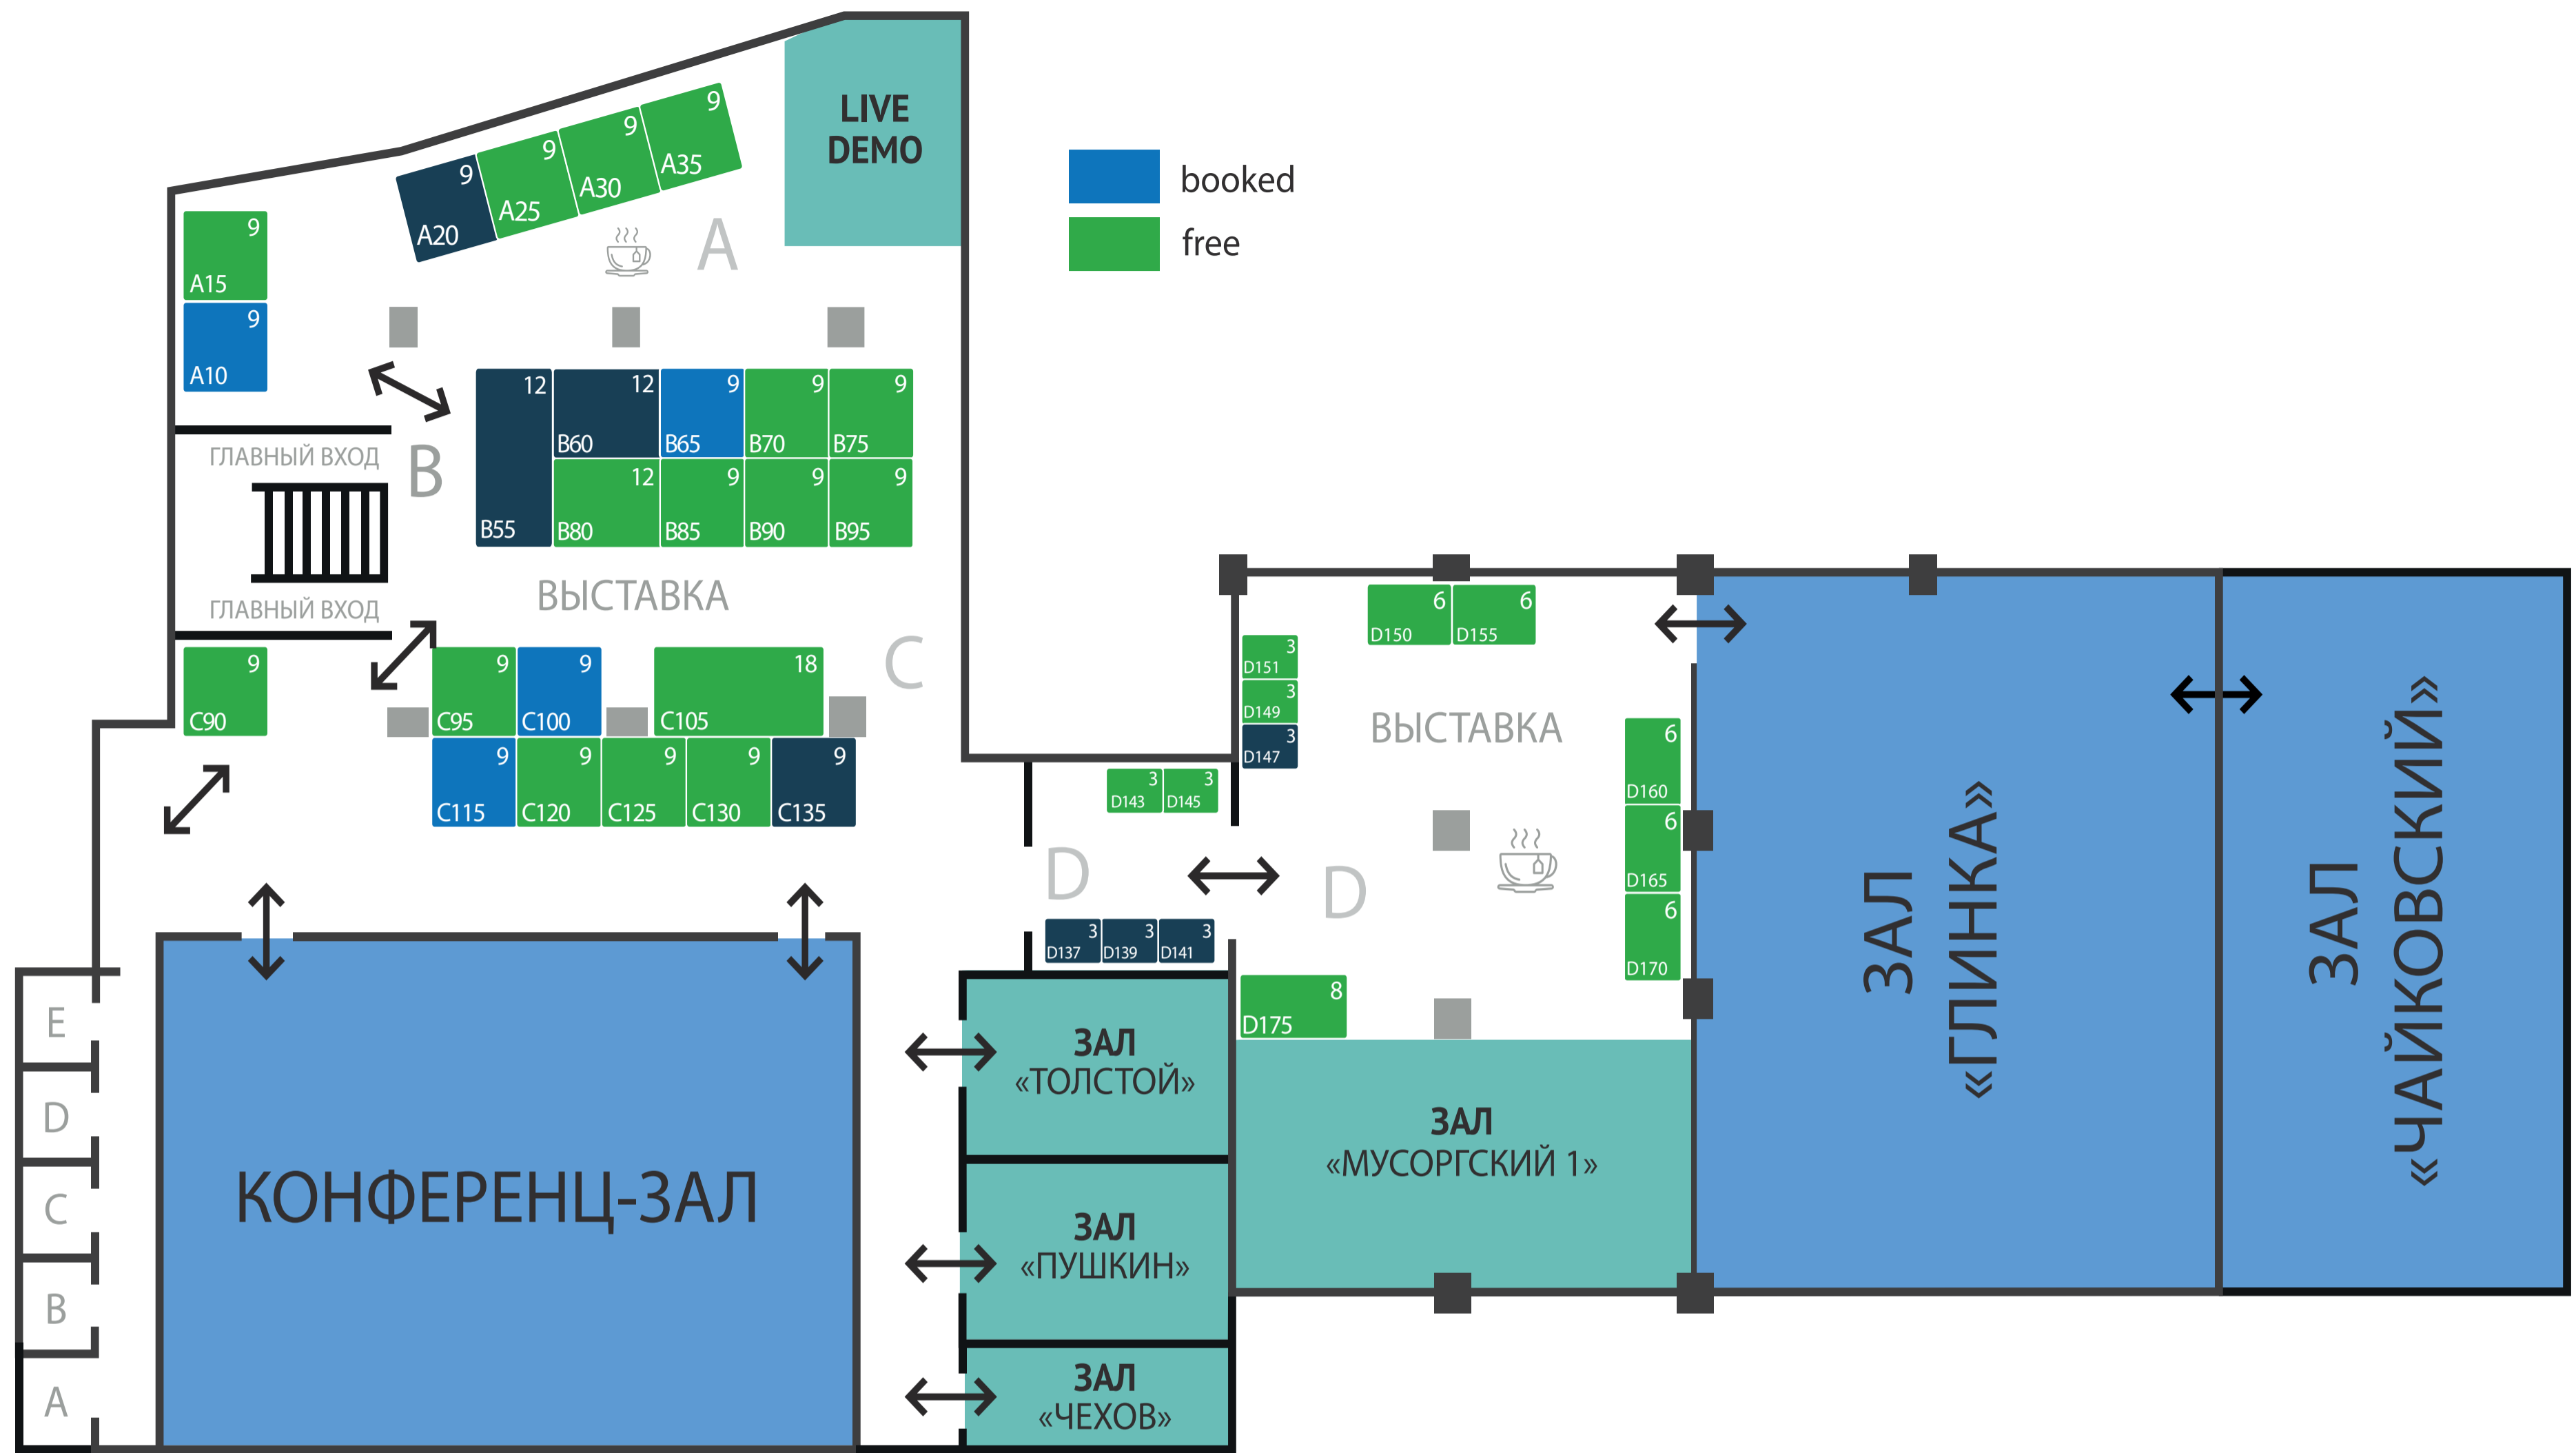 LIVE
DEMO
booked
free
9
A35
9
A30
9
A25
9
A20
A
9
A15
9
A10
12
B55
12
B60
9
B65
9
B70
9
B75
ГЛАВНЫЙ ВХОД
B
12
B80
9
B85
9
B90
9
B95
ВЫСТАВКА
ГЛАВНЫЙ ВХОД
9
C90
9
C95
9
C100
18
C105
C
9
C115
9
C120
9
C125
9
C130
9
C135
6
D150
6
D155
3
D151
3
D149
3
D147
ВЫСТАВКА
3
D143
3
D145
6
D160
6
D165
6
D170
D
D
3
D137
3
D139
3
D141
8
D175
ЗАЛ
«ГЛИНКА»
ЗАЛ
«ЧАЙКОВСКИЙ»
E
D
C
B
A
КОНФЕРЕНЦ-ЗАЛ
ЗАЛ
«ТОЛСТОЙ»
ЗАЛ
«ПУШКИН»
ЗАЛ
«ЧЕХОВ»
ЗАЛ
«МУСОРГСКИЙ 1»